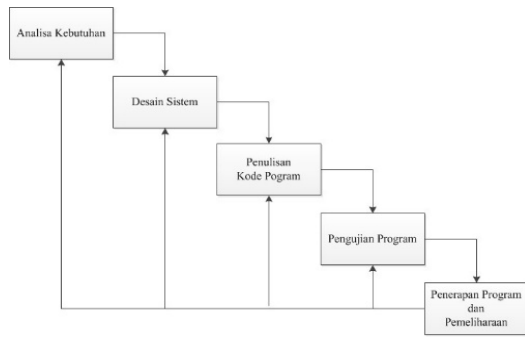 Analisa Kebutuhan
Desain Sistem
Penulisan
Kode Pogram
Pengujian Program
Penerapan Program
dan
Pemeliharaan